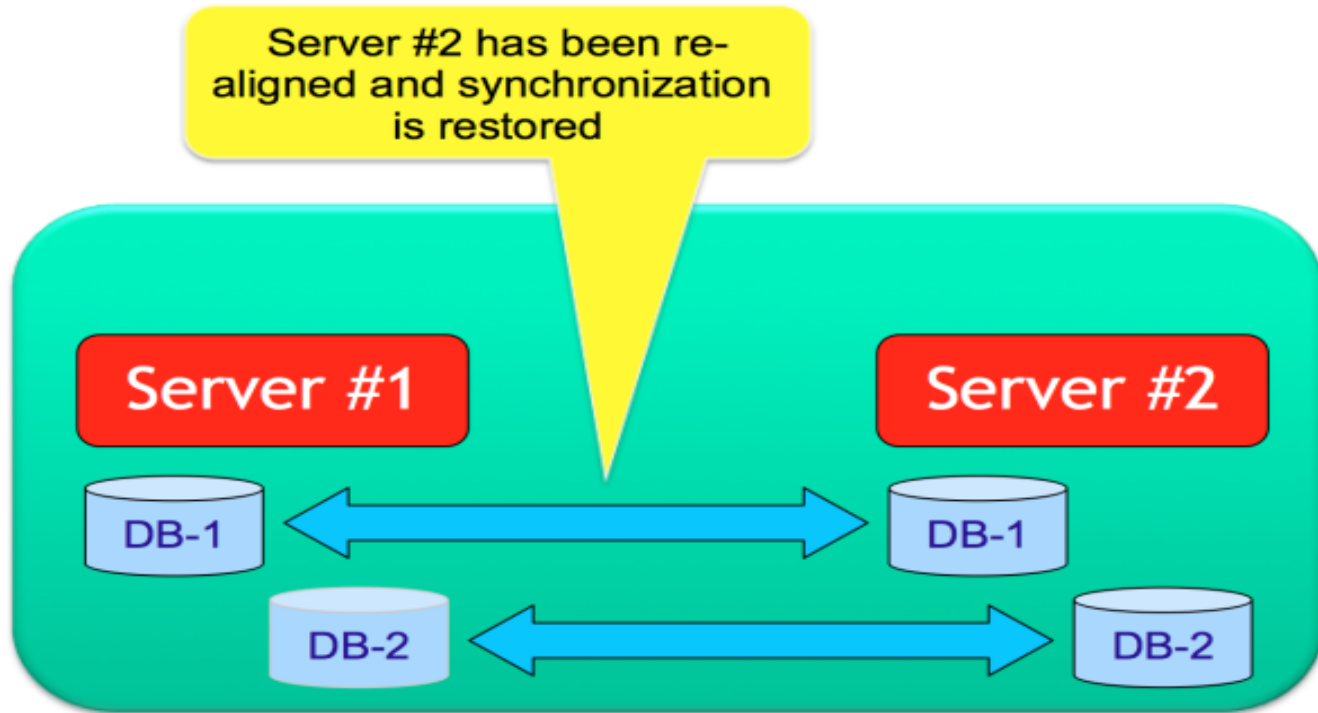 Server #2 has been re-
aligned and synchronization
is restored
Server #1
Server #2
DB-1
DB-1
DB-2
DB-2